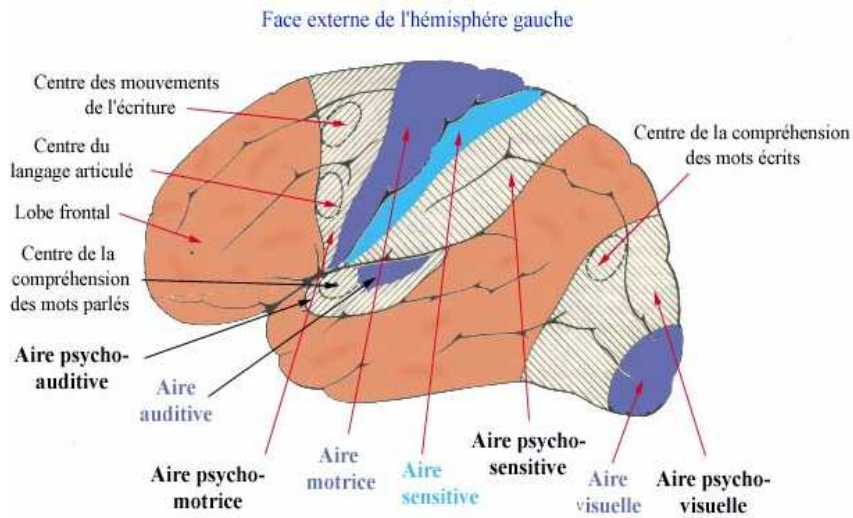 Face externe de l'hémisphére gauche
Centre des mouvements
de l'écriture
Centre du
langage articulé
Lobe frontal
Centre de la
compréhension
des mots parlés
Aire psycho-
auditive
Aire
auditive
Aire psycho-
motrice
Aire
motrice
Aire
sensitive
Aire psycho-
sensitive
Aire
visuelle
Aire psycho-
visuelle
Centre de la compréhension
des mots écrits